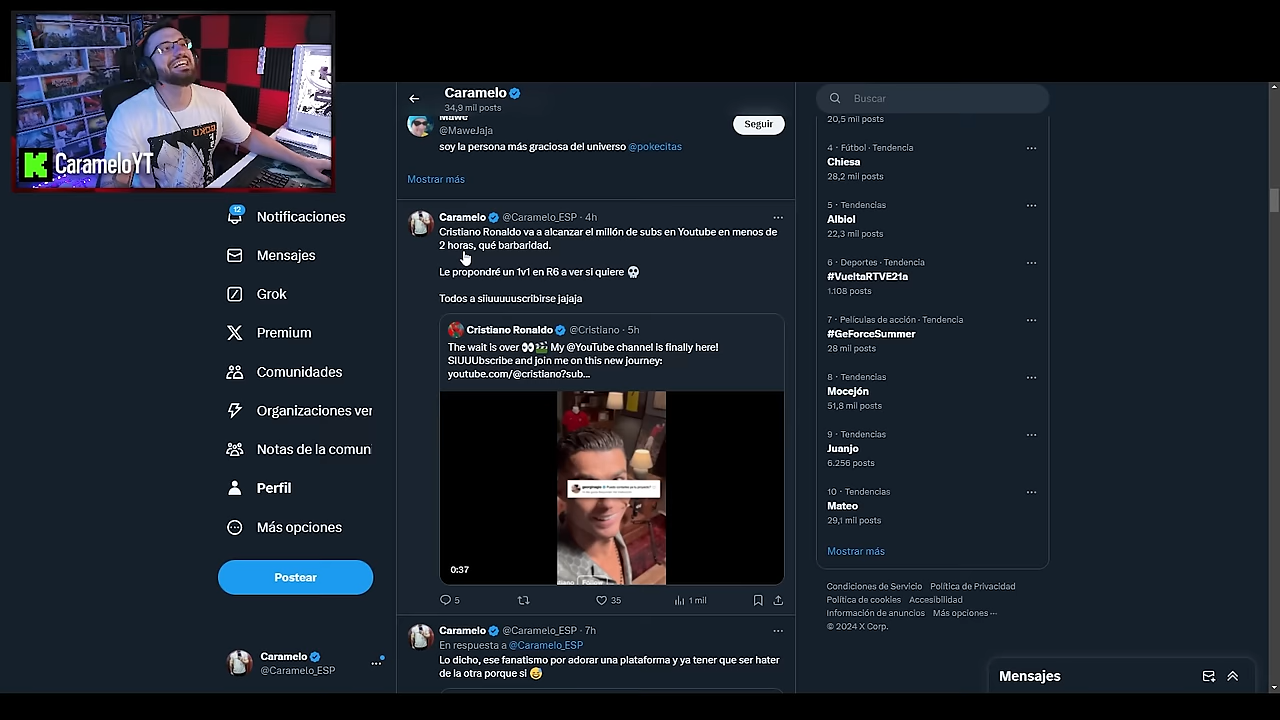 CarameloYT
Notificaciones
12
Mensajes
Grok
Premium
Comunidades
Organizaciones ver
Notas de la comuni
Perfil
Más opciones
Postear
Caramelo
@Caramelo_ESP
Caramelo
34,9 mil posts
Mawe
@MaweJaja
Seguir
soy la persona más graciosa del universo @pokecitas
Mostrar más
Caramelo @Caramelo_ESP · 4h
Cristiano Ronaldo va a alcanzar el millón de subs en Youtube en menos de
2 horas, qué barbaridad.
Le propondré un 1v1 en R6 a ver si quiere 💀
Todos a siiuuuuuscribirse jajaja
Cristiano Ronaldo @Cristiano · 5h
The wait is over 👀🎬 My @YouTube channel is finally here!
SIUUUbscribe and join me on this new journey:
youtube.com/@cristiano?sub...
0:37
5
35
1 mil
Caramelo @Caramelo_ESP · 7h
En respuesta a @Caramelo_ESP
Lo dicho, ese fanatismo por adorar una plataforma y ya tener que ser hater
de la otra porque si 😅
Buscar
20,5 mil posts
4 · Fútbol · Tendencia
Chiesa
28,2 mil posts
5 · Tendencias
Albiol
22,3 mil posts
6 · Deportes · Tendencia
#VueltaRTVE21a
1.108 posts
7 · Películas de acción · Tendencia
#GeForceSummer
28 mil posts
8 · Tendencias
Mocejón
51,8 mil posts
9 · Tendencias
Juanjo
6.256 posts
10 · Tendencias
Mateo
29,1 mil posts
Mostrar más
Condiciones de Servicio Política de Privacidad
Política de cookies Accesibilidad
Información de anuncios Más opciones ···
© 2024 X Corp.
Mensajes